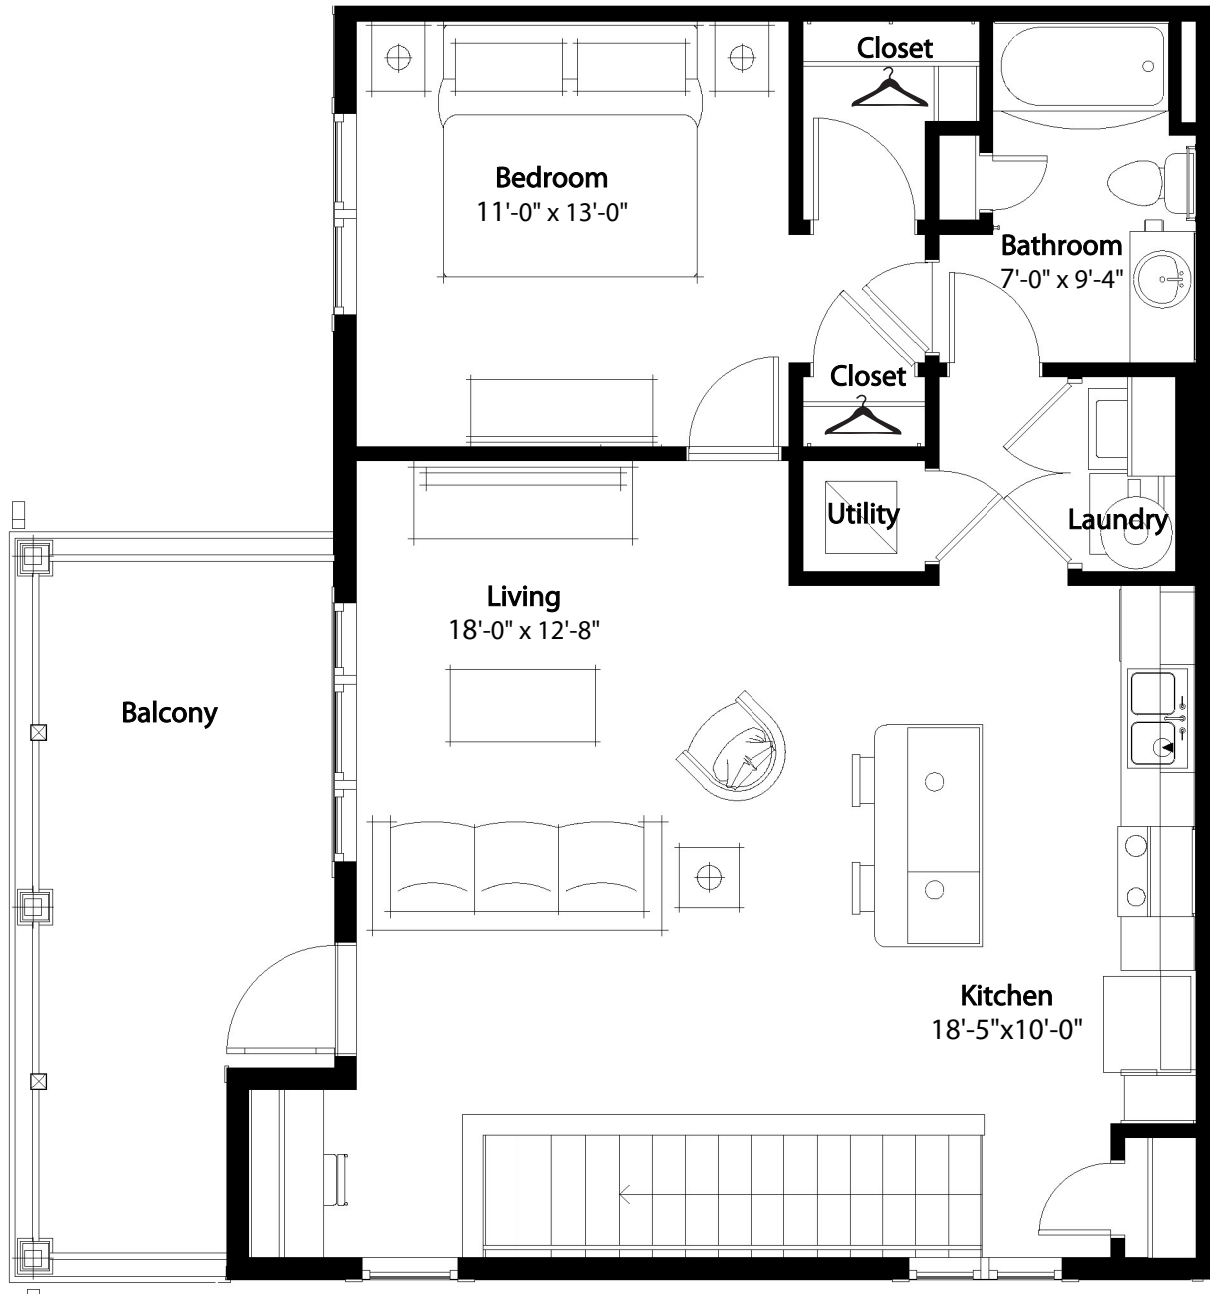 Closet
Bedroom
11'-0" x 13'-0"
Bathroom
7'-0" x 9'-4"
Closet
Utility
Laundry
Living
18'-0" x 12'-8"
Balcony
Kitchen
18'-5"x10'-0"